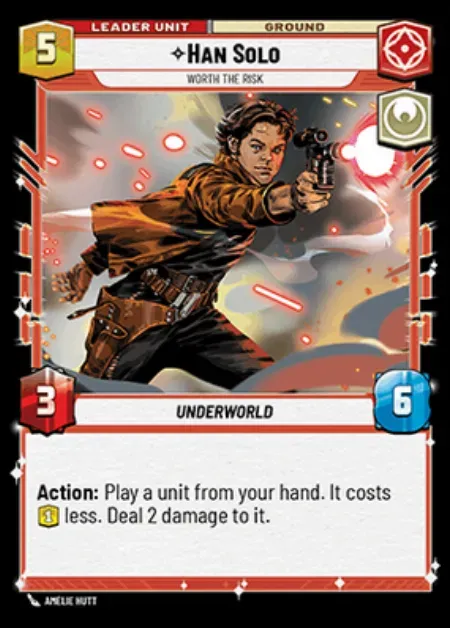 LEADER UNIT
GROUND
5
HAN SOLO
WORTH THE RISK
3
UNDERWORLD
6
Action: Play a unit from your hand. It costs
1 less. Deal 2 damage to it.
AMÉLIE HUTT